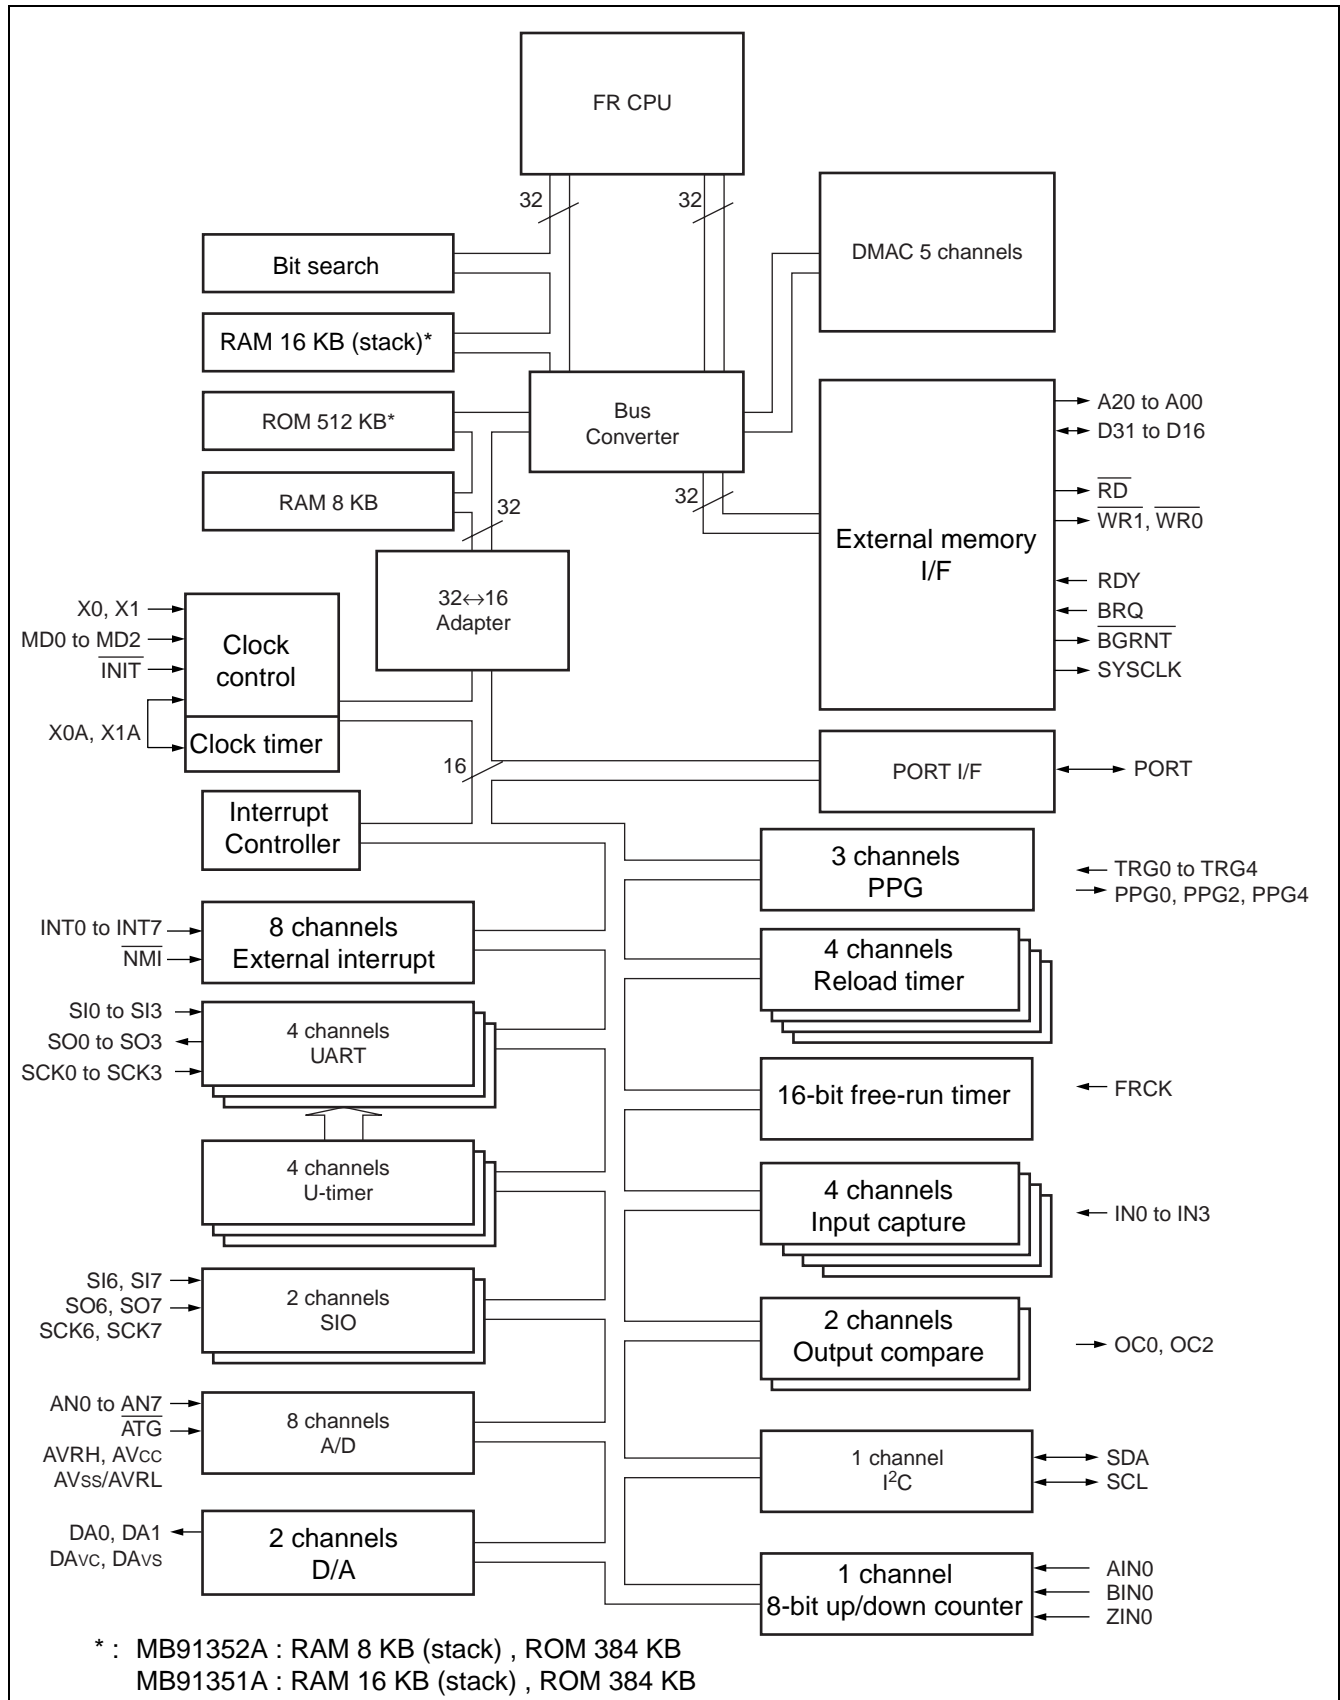 FR CPU
32
32
DMAC 5 channels
Bit search
RAM 16 KB (stack)*
ROM 512 KB*
RAM 8 KB
Bus
Converter
32
32
External memory
I/F
A20 to A00
D31 to D16
RD
WR1, WR0
RDY
BRQ
BGRNT
SYSCLK
32↔16
Adapter
X0, X1
MD0 to MD2
INIT
X0A, X1A
Clock
control
Clock timer
16
PORT I/F
PORT
Interrupt
Controller
3 channels
PPG
TRG0 to TRG4
PPG0, PPG2, PPG4
INT0 to INT7
NMI
8 channels
External interrupt
4 channels
Reload timer
SI0 to SI3
SO0 to SO3
SCK0 to SCK3
4 channels
UART
16-bit free-run timer
FRCK
4 channels
U-timer
4 channels
Input capture
IN0 to IN3
SI6, SI7
SO6, SO7
SCK6, SCK7
2 channels
SIO
2 channels
Output compare
OC0, OC2
AN0 to AN7
ATG
AVRH, AVCC
AVSS/AVRL
8 channels
A/D
1 channel
I²C
SDA
SCL
DA0, DA1
DAVC, DAVS
2 channels
D/A
1 channel
8-bit up/down counter
AIN0
BIN0
ZIN0
* : MB91352A : RAM 8 KB (stack) , ROM 384 KB
MB91351A : RAM 16 KB (stack) , ROM 384 KB